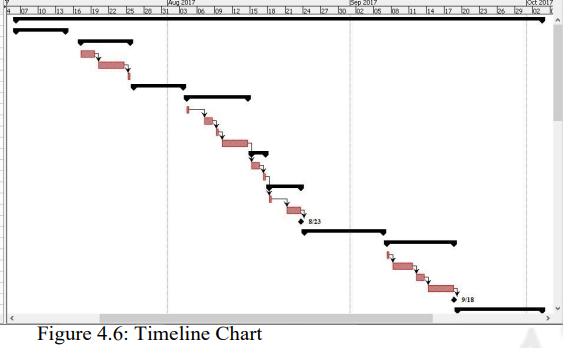 7 Aug 2017 Sep 2017 Oct 2017
4 07 10 13 16 19 22 25 28 31 03 06 09 12 15 18 21 24 27 30 02 05 08 11 14 17 20 23 26 29 0
8/23
9/18
Figure 4.6: Timeline Chart